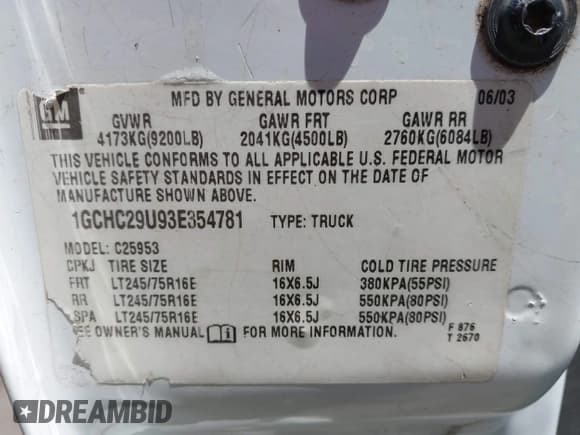 GM
MFD BY GENERAL MOTORS CORP 06/03
GVWR GAWR FRT GAWR RR
4173KG(9200LB) 2041KG(4500LB) 2760KG(6084LB)
THIS VEHICLE CONFORMS TO ALL APPLICABLE U.S. FEDERAL MOTOR
VEHICLE SAFETY STANDARDS IN EFFECT ON THE DATE OF
MANUFACTURE SHOWN ABOVE.
1GCHC29U93E354781 TYPE: TRUCK
MODEL: C25953
CPKJ TIRE SIZE RIM COLD TIRE PRESSURE
FRT LT245/75R16E 16X6.5J 380KPA(55PSI)
RR LT245/75R16E 16X6.5J 550KPA(80PSI)
SPA LT245/75R16E 16X6.5J 550KPA(80PSI)
EE OWNER'S MANUAL FOR MORE INFORMATION.
F 876
T 2670
DREAMBID